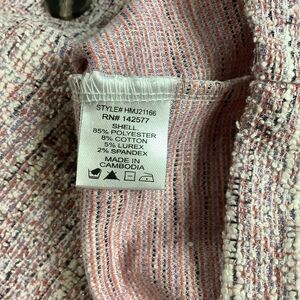 STYLE# HMJ21166
RN# 142577
SHELL:
85% POLYESTER
8% COTTON
5% LUREX
2% SPANDEX
MADE IN
CAMBODIA